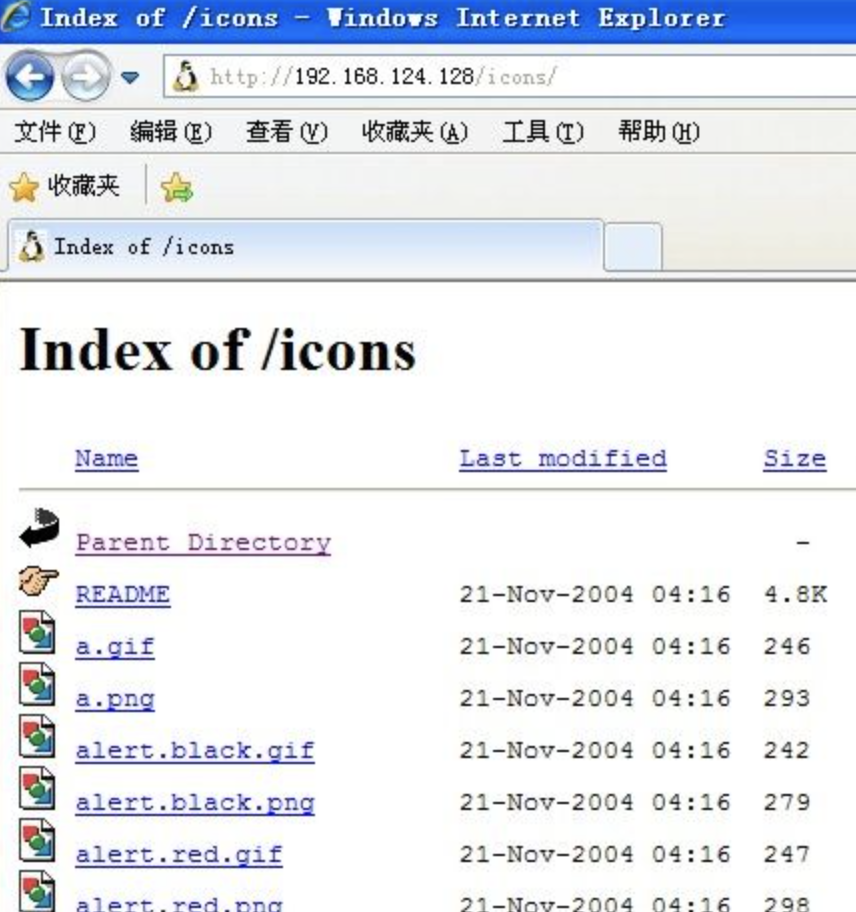 Index of /icons - Windows Internet Explorer
http://192.168.124.128/icons/
文件(F) 编辑(E) 查看(V) 收藏夹(A) 工具(T) 帮助(H)
收藏夹
Index of /icons
Index of /icons
Name Last modified Size
Parent Directory -
README 21-Nov-2004 04:16 4.8K
a.gif 21-Nov-2004 04:16 246
a.png 21-Nov-2004 04:16 293
alert.black.gif 21-Nov-2004 04:16 242
alert.black.png 21-Nov-2004 04:16 279
alert.red.gif 21-Nov-2004 04:16 247
alert.red.png 21-Nov-2004 04:16 298